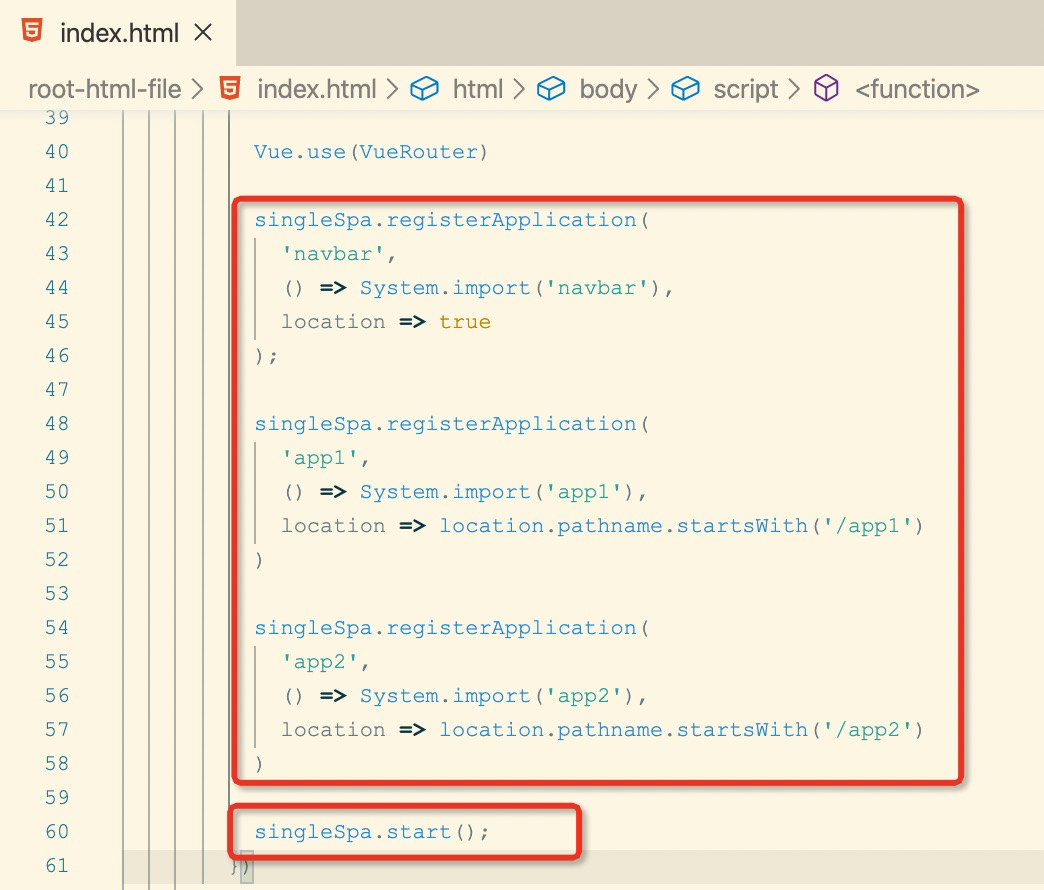 index.html
root-html-file > index.html > html > body > script > <function>
39
40 Vue.use(VueRouter)
41
42 singleSpa.registerApplication(
43 'navbar',
44 () => System.import('navbar'),
45 location => true
46 );
47
48 singleSpa.registerApplication(
49 'app1',
50 () => System.import('app1'),
51 location => location.pathname.startsWith('/app1')
52 )
53
54 singleSpa.registerApplication(
55 'app2',
56 () => System.import('app2'),
57 location => location.pathname.startsWith('/app2')
58 )
59
60 singleSpa.start();
61 })